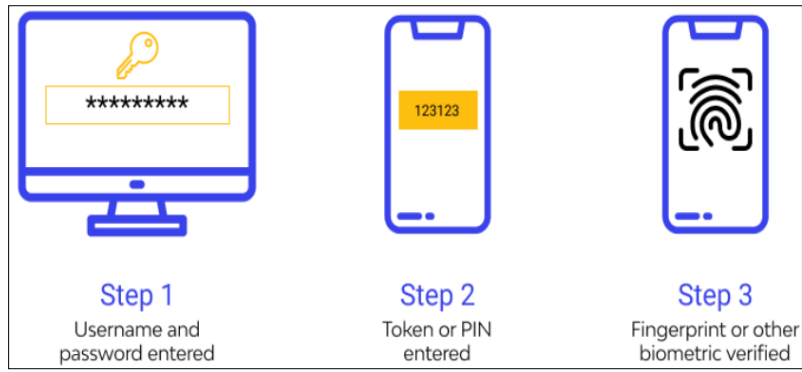 *********
123123
Step 1
Username and
password entered
Step 2
Token or PIN
entered
Step 3
Fingerprint or other
biometric verified